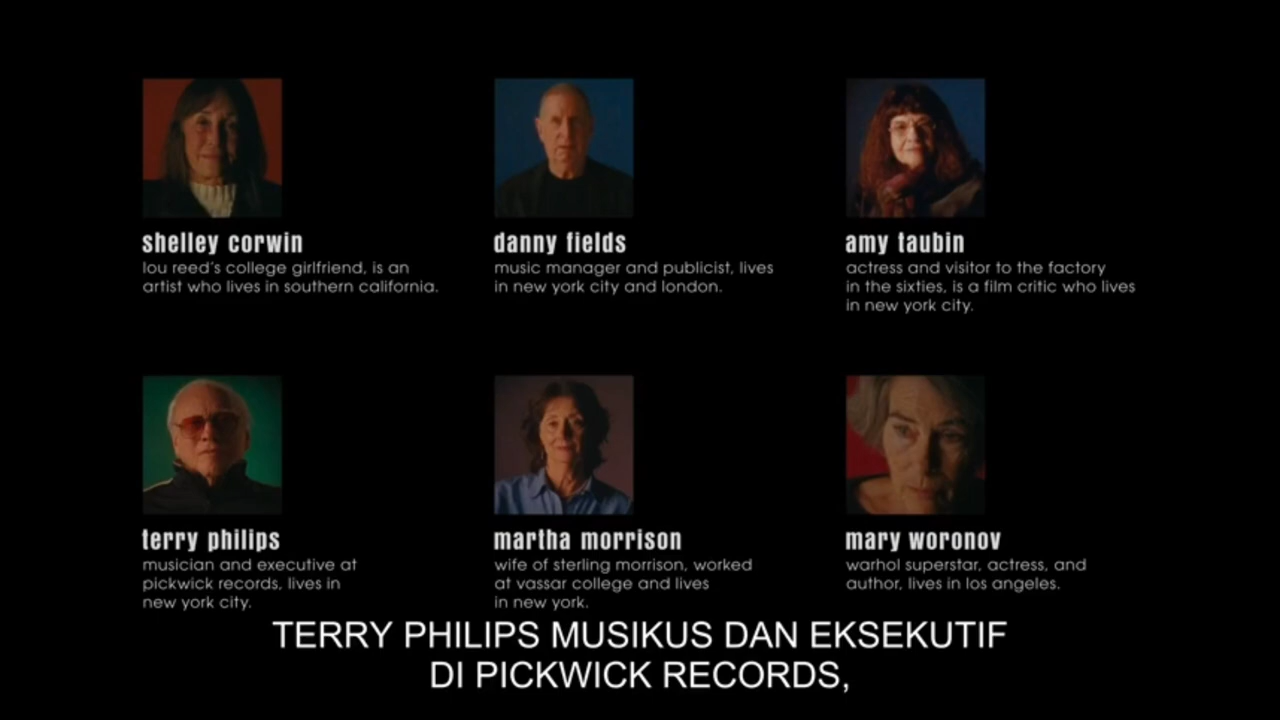 shelley corwin
lou reed's college girlfriend, is an
artist who lives in southern california.
danny fields
music manager and publicist, lives
in new york city and london.
amy taubin
actress and visitor to the factory
in the sixties, is a film critic who lives
in new york city.
terry philips
musician and executive at
pickwick records, lives in
new york city.
martha morrison
wife of sterling morrison, worked
at vassar college and lives
in new york.
mary woronov
warhol superstar, actress, and
author, lives in los angeles.
TERRY PHILIPS MUSIKUS DAN EKSEKUTIF
DI PICKWICK RECORDS,